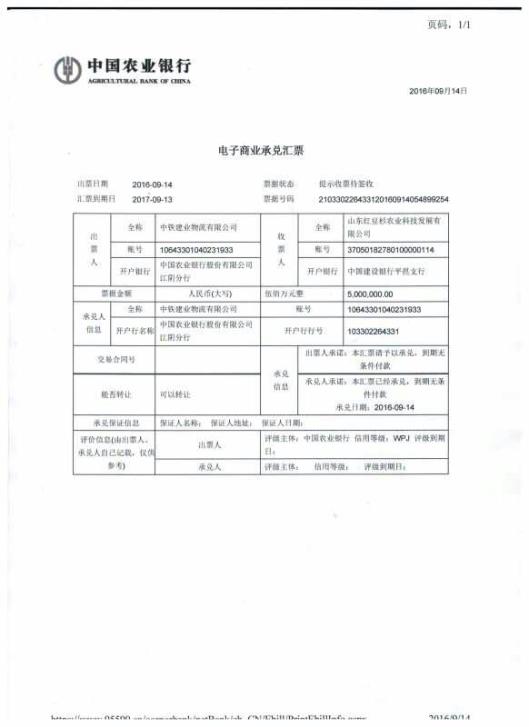 页码，1/1
中国农业银行
AGRICULTURAL BANK OF CHINA
2016年09月14日
电子商业承兑汇票
出票日期 2016-09-14 票据状态 提示收票待签收
汇票到期日 2017-09-13 票据号码 210330226433120160914054899254
出票人 全称 中铁建业物流有限公司 收票人 全称 山东红豆杉农业科技发展有
限公司
账号 10643301040231933 账号 37050182780100000114
开户银行 中国农业银行股份有限公司
江阴分行 开户银行 中国建设银行平邑支行
票据金额 人民币(大写) 伍佰万元整 5,000,000.00
承兑人
信息 全称 中铁建业物流有限公司 账号 10643301040231933
开户行名称 中国农业银行股份有限公司
江阴分行 开户行行号 103302264331
交易合同号 承兑
信息 出票人承诺：本汇票请予以承兑，到期无
条件付款
能否转让 可以转让 承兑人承诺：本汇票已经承兑，到期无条
件付款
承兑日期：2016-09-14
承兑保证信息 保证人名称： 保证人地址： 保证人日期：
评价信息(由出票人、
承兑人自己记载，仅供
参考) 出票人 评级主体：中国农业银行 信用等级：WPJ 评级到期
日：
承兑人 评级主体： 信用等级： 评级到期日：
2016/9/14